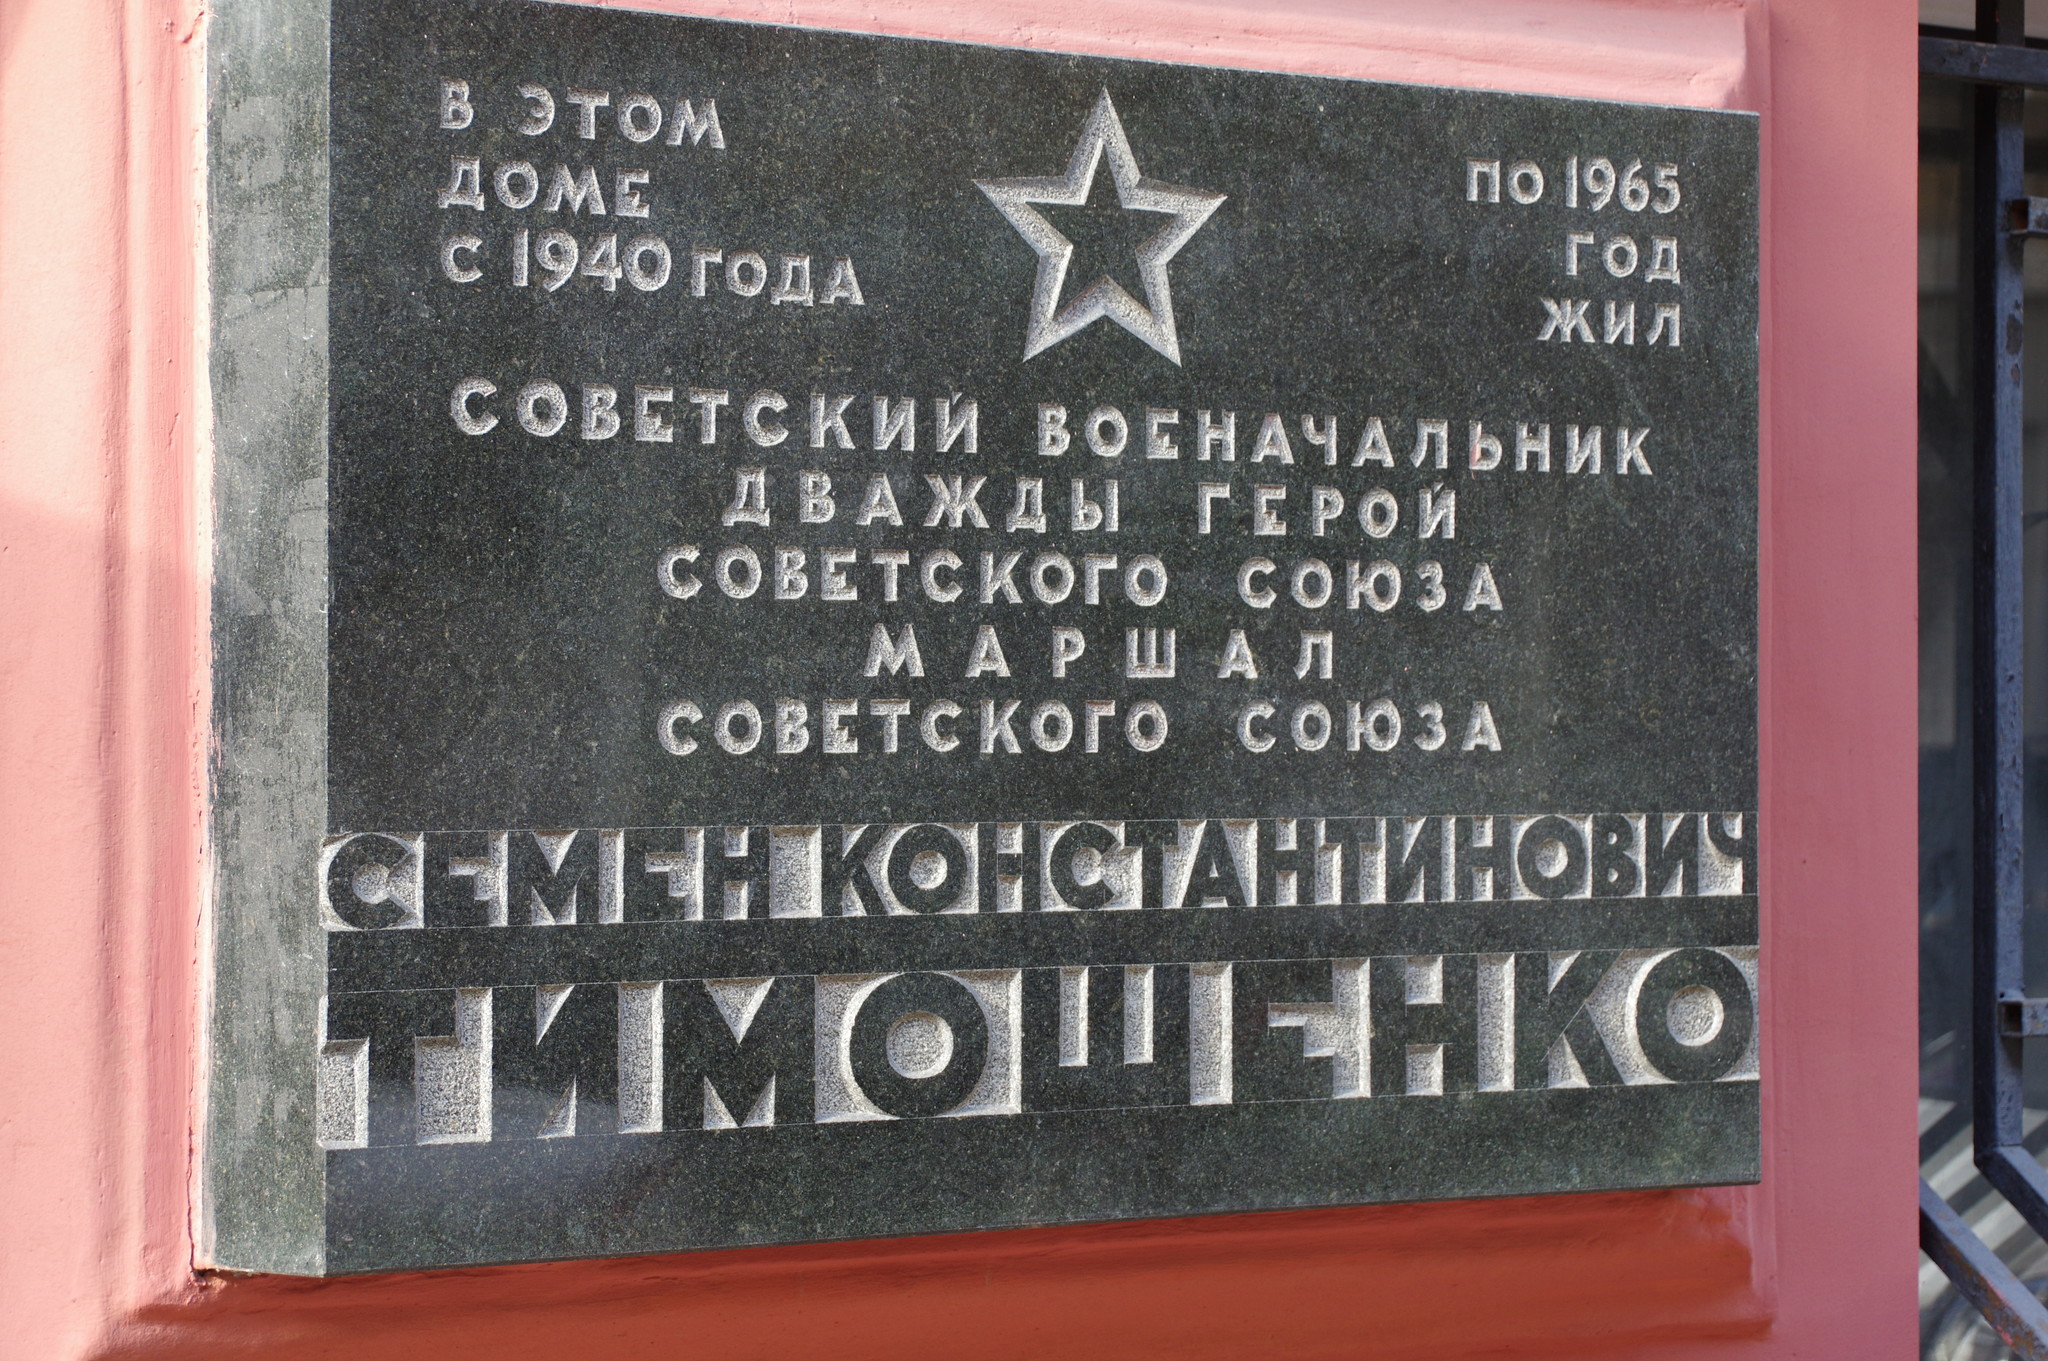 В ЭТОМ
ДОМЕ
С 1940 ГОДА
ПО 1965
ГОД
ЖИЛ
СОВЕТСКИЙ ВОЕНАЧАЛЬНИК
ДВАЖДЫ ГЕРОЙ
СОВЕТСКОГО СОЮЗА
МАРШАЛ
СОВЕТСКОГО СОЮЗА
СЕМЕН КОНСТАНТИНОВИЧ
ТИМОШЕНКО